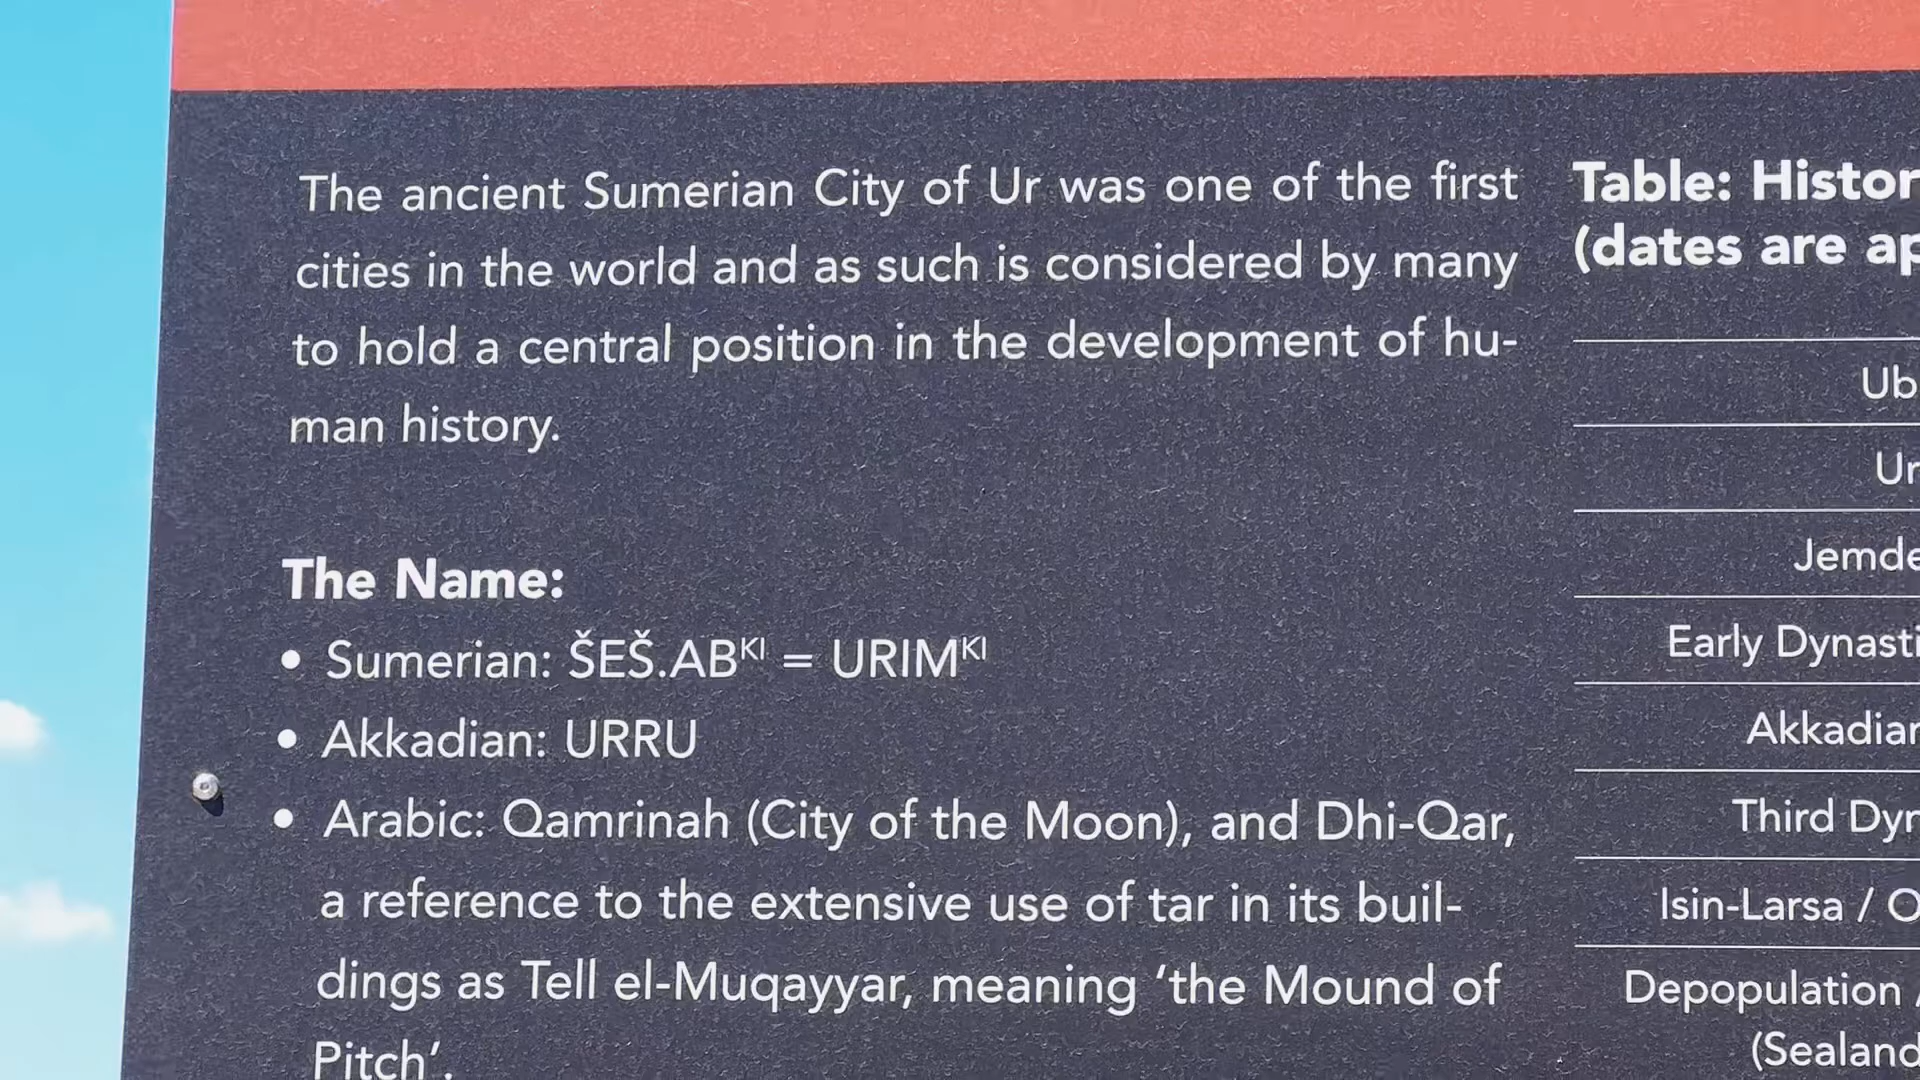 The ancient Sumerian City of Ur was one of the first
cities in the world and as such is considered by many
to hold a central position in the development of hu-
man history.
The Name:
• Sumerian: ŠEŠ.ABᴷᴵ = URIMᴷᴵ
• Akkadian: URRU
• Arabic: Qamrinah (City of the Moon), and Dhi-Qar,
a reference to the extensive use of tar in its buil-
dings as Tell el-Muqayyar, meaning ‘the Mound of
Pitch’.
Table: Histor
(dates are ap
Ub
Ur
Jemde
Early Dynasti
Akkadian
Third Dyn
Isin-Larsa / O
Depopulation /
(Sealand